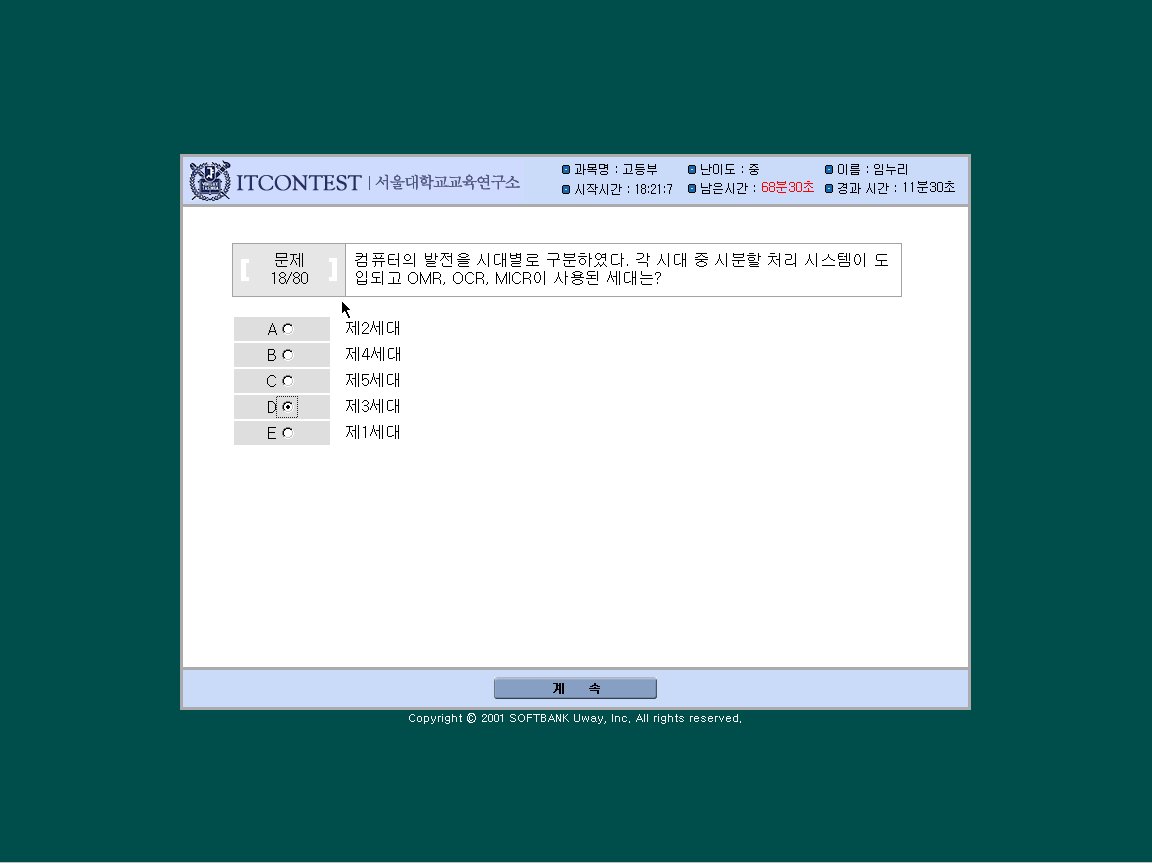 ITCONTEST | 서울대학교교육연구소
과목명 : 고등부 난이도 : 중 이름 : 임누리
시작시간 : 18:21:7 남은시간 : 68분30초 경과 시간 : 11분30초
문제
18/80
컴퓨터의 발전을 시대별로 구분하였다. 각 시대 중 시분할 처리 시스템이 도
입되고 OMR, OCR, MICR이 사용된 세대는?
A 제2세대
B 제4세대
C 제5세대
D 제3세대
E 제1세대
계 속
Copyright © 2001 SOFTBANK Uway, Inc. All rights reserved.